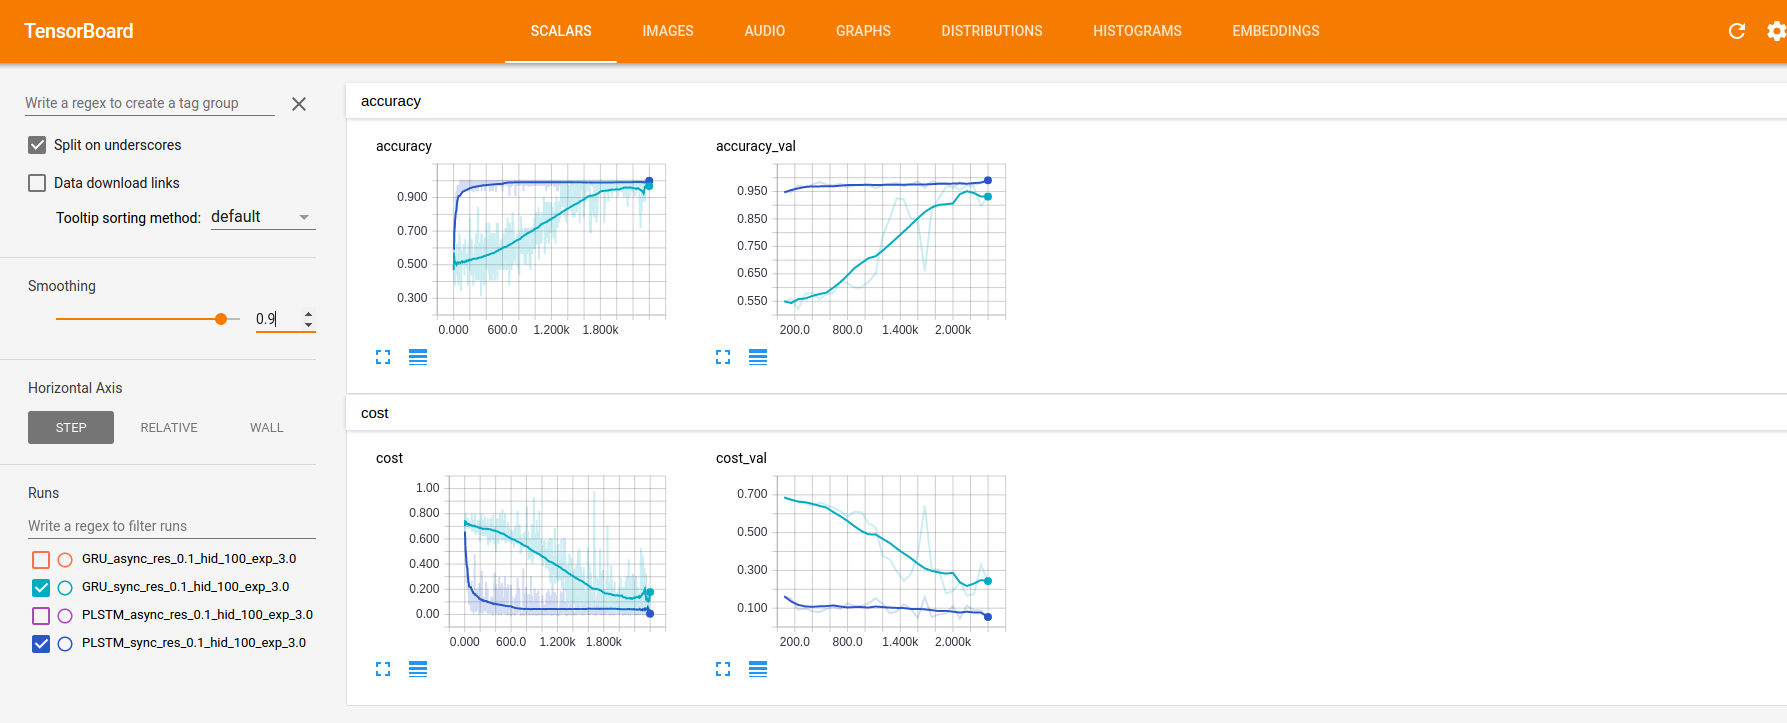 TensorBoard SCALARS IMAGES AUDIO GRAPHS DISTRIBUTIONS HISTOGRAMS EMBEDDINGS
Write a regex to create a tag group
Split on underscores
Data download links
Tooltip sorting method: default
Smoothing
0.9
Horizontal Axis
STEP RELATIVE WALL
Runs
Write a regex to filter runs
GRU_async_res_0.1_hid_100_exp_3.0
GRU_sync_res_0.1_hid_100_exp_3.0
PLSTM_async_res_0.1_hid_100_exp_3.0
PLSTM_sync_res_0.1_hid_100_exp_3.0
accuracy
accuracy
0.900
0.700
0.500
0.300
0.000 600.0 1.200k 1.800k
accuracy_val
0.950
0.850
0.750
0.650
0.550
200.0 800.0 1.400k 2.000k
cost
cost
1.00
0.800
0.600
0.400
0.200
0.00
0.000 600.0 1.200k 1.800k
cost_val
0.700
0.500
0.300
0.100
200.0 800.0 1.400k 2.000k